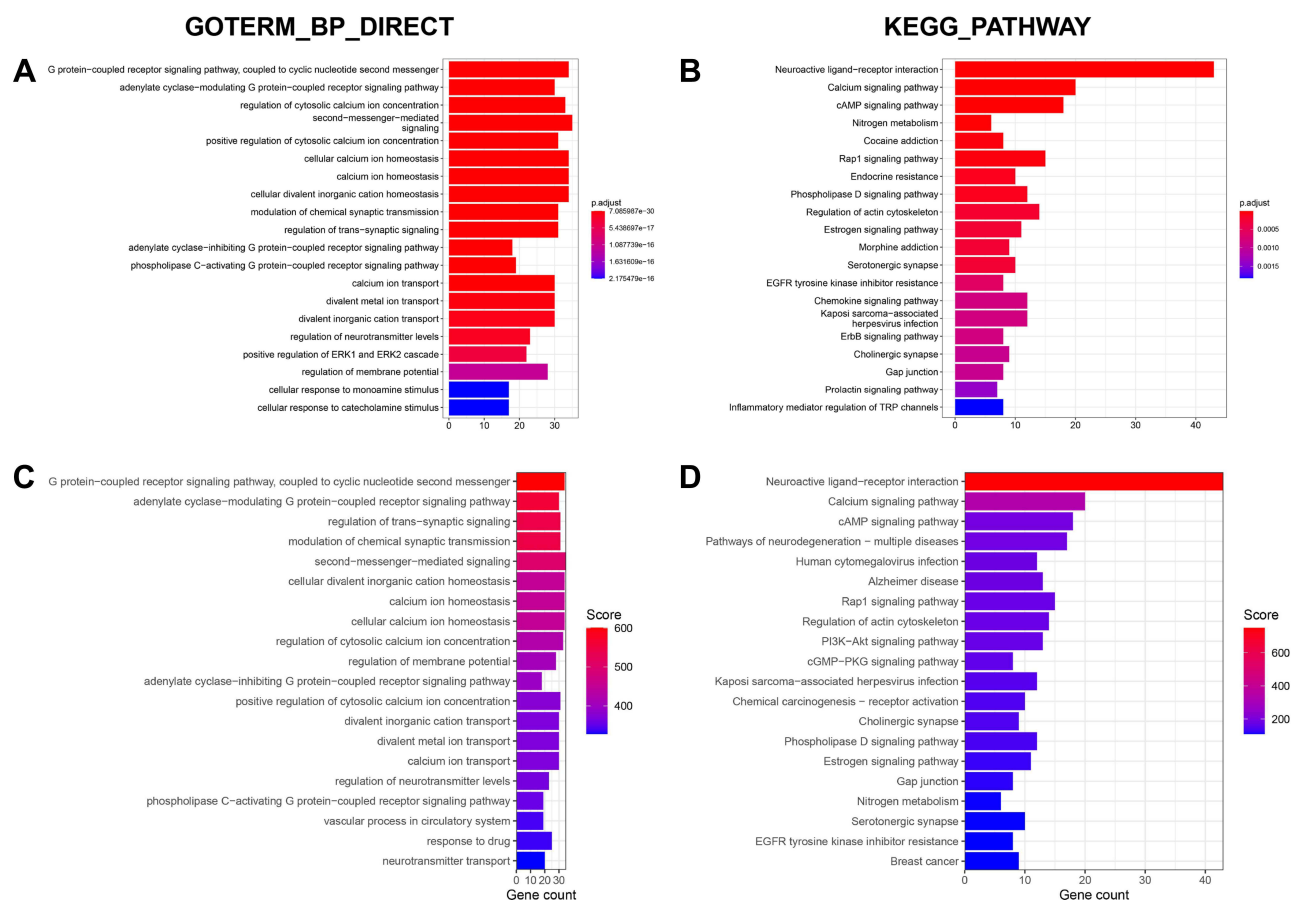 GOTERM_BP_DIRECT
KEGG_PATHWAY
A
G protein−coupled receptor signaling pathway, coupled to cyclic nucleotide second messenger
adenylate cyclase−modulating G protein−coupled receptor signaling pathway
regulation of cytosolic calcium ion concentration
second−messenger−mediated
signaling
positive regulation of cytosolic calcium ion concentration
cellular calcium ion homeostasis
calcium ion homeostasis
cellular divalent inorganic cation homeostasis
modulation of chemical synaptic transmission
regulation of trans−synaptic signaling
adenylate cyclase−inhibiting G protein−coupled receptor signaling pathway
phospholipase C−activating G protein−coupled receptor signaling pathway
calcium ion transport
divalent metal ion transport
divalent inorganic cation transport
regulation of neurotransmitter levels
positive regulation of ERK1 and ERK2 cascade
regulation of membrane potential
cellular response to monoamine stimulus
cellular response to catecholamine stimulus
0 10 20 30
p.adjust
7.085987e−30
5.438697e−17
1.087739e−16
1.631609e−16
2.175479e−16
B
Neuroactive ligand−receptor interaction
Calcium signaling pathway
cAMP signaling pathway
Nitrogen metabolism
Cocaine addiction
Rap1 signaling pathway
Endocrine resistance
Phospholipase D signaling pathway
Regulation of actin cytoskeleton
Estrogen signaling pathway
Morphine addiction
Serotonergic synapse
EGFR tyrosine kinase inhibitor resistance
Chemokine signaling pathway
Kaposi sarcoma−associated
herpesvirus infection
ErbB signaling pathway
Cholinergic synapse
Gap junction
Prolactin signaling pathway
Inflammatory mediator regulation of TRP channels
0 10 20 30 40
p.adjust
0.0005
0.0010
0.0015
C
G protein−coupled receptor signaling pathway, coupled to cyclic nucleotide second messenger
adenylate cyclase−modulating G protein−coupled receptor signaling pathway
regulation of trans−synaptic signaling
modulation of chemical synaptic transmission
second−messenger−mediated signaling
cellular divalent inorganic cation homeostasis
calcium ion homeostasis
cellular calcium ion homeostasis
regulation of cytosolic calcium ion concentration
regulation of membrane potential
adenylate cyclase−inhibiting G protein−coupled receptor signaling pathway
positive regulation of cytosolic calcium ion concentration
divalent inorganic cation transport
divalent metal ion transport
calcium ion transport
regulation of neurotransmitter levels
phospholipase C−activating G protein−coupled receptor signaling pathway
vascular process in circulatory system
response to drug
neurotransmitter transport
0 10 20 30
Gene count
Score
600
500
400
D
Neuroactive ligand−receptor interaction
Calcium signaling pathway
cAMP signaling pathway
Pathways of neurodegeneration − multiple diseases
Human cytomegalovirus infection
Alzheimer disease
Rap1 signaling pathway
Regulation of actin cytoskeleton
PI3K−Akt signaling pathway
cGMP−PKG signaling pathway
Kaposi sarcoma−associated herpesvirus infection
Chemical carcinogenesis − receptor activation
Cholinergic synapse
Phospholipase D signaling pathway
Estrogen signaling pathway
Gap junction
Nitrogen metabolism
Serotonergic synapse
EGFR tyrosine kinase inhibitor resistance
Breast cancer
0 10 20 30 40
Gene count
Score
600
400
200